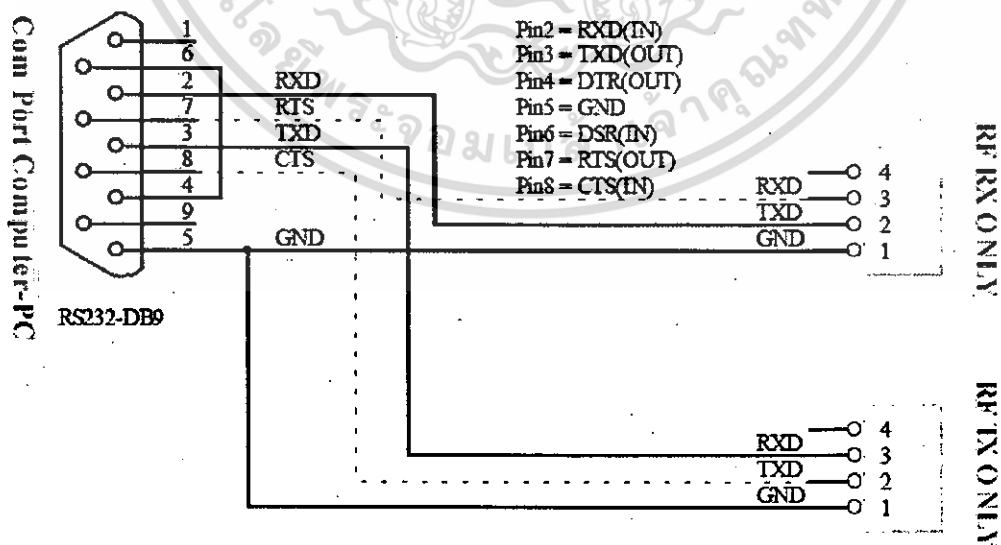 Com Port Computer-PC
1
6
2
7
3
8
4
9
5
RXD
RTS
TXD
CTS
GND
RS232-DB9
Pin2 = RXD(IN)
Pin3 = TXD(OUT)
Pin4 = DTR(OUT)
Pin5 = GND
Pin6 = DSR(IN)
Pin7 = RTS(OUT)
Pin8 = CTS(IN)
4
RXD 3
TXD 2
GND 1
RF RX ONLY
4
RXD 3
TXD 2
GND 1
RF TX ONLY